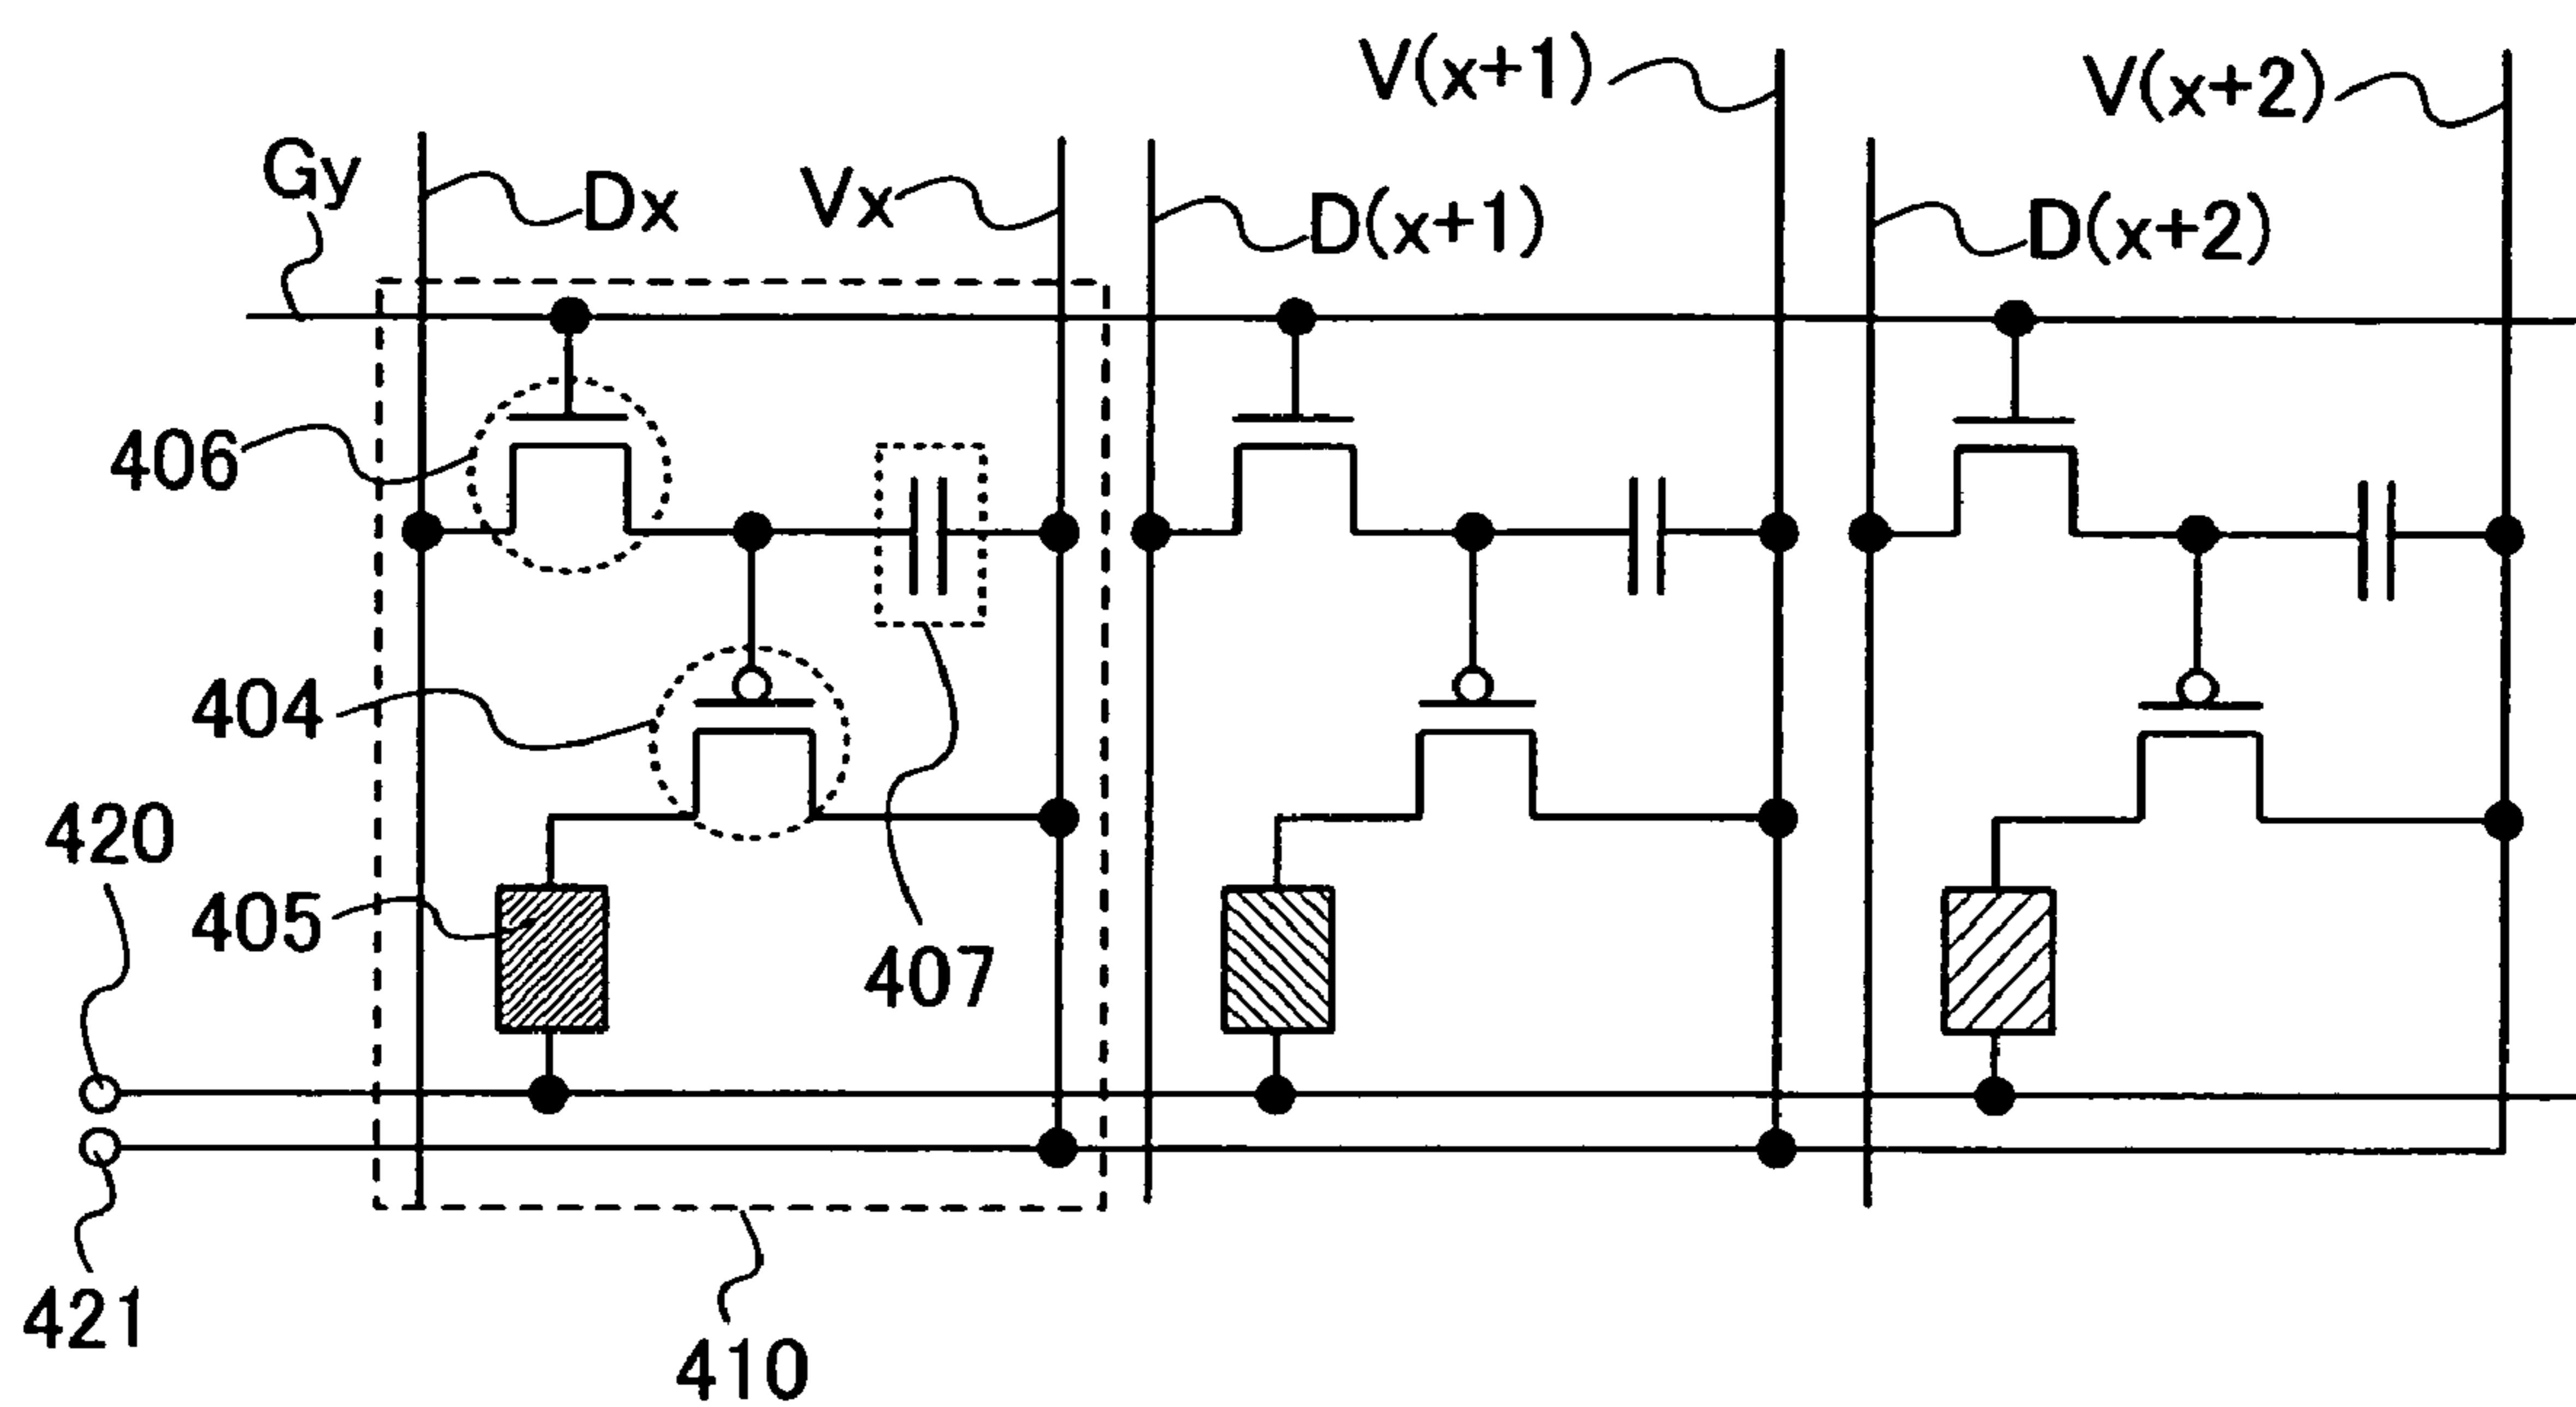 V(x+1)
V(x+2)
Gy
Dx
Vx
D(x+1)
D(x+2)
406
404
420
405
407
421
410